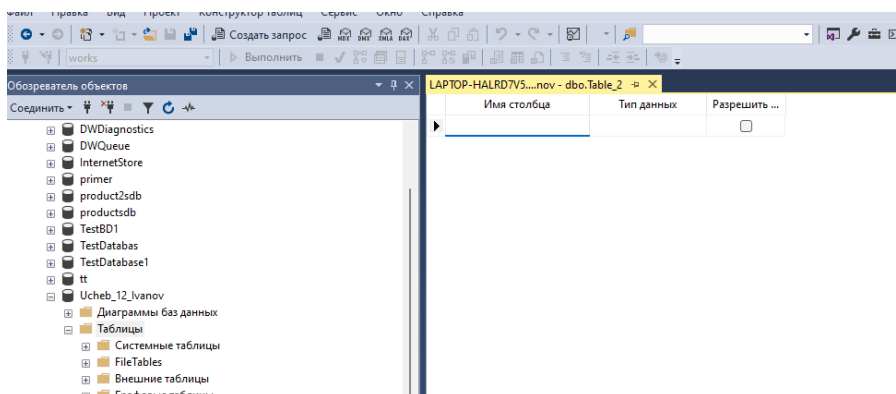 Файл Правка Вид Проект Конструктор таблиц Сервис Окно Справка
Создать запрос
works Выполнить
Обозреватель объектов
Соединить
DWDiagnostics
DWQueue
InternetStore
primer
product2sdb
productsdb
TestBD1
TestDatabas
TestDatabase1
tt
Ucheb_12_Ivanov
Диаграммы баз данных
Таблицы
Системные таблицы
FileTables
Внешние таблицы
LAPTOP-HALRD7V5....nov - dbo.Table_2
Имя столбца Тип данных Разрешить ...